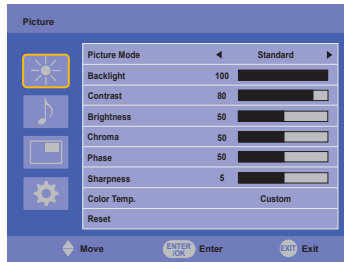 Picture
Picture Mode Standard
Backlight 100
Contrast 80
Brightness 50
Chroma 50
Phase 50
Sharpness 5
Color Temp. Custom
Reset
Move ENTER /OK Enter EXIT Exit